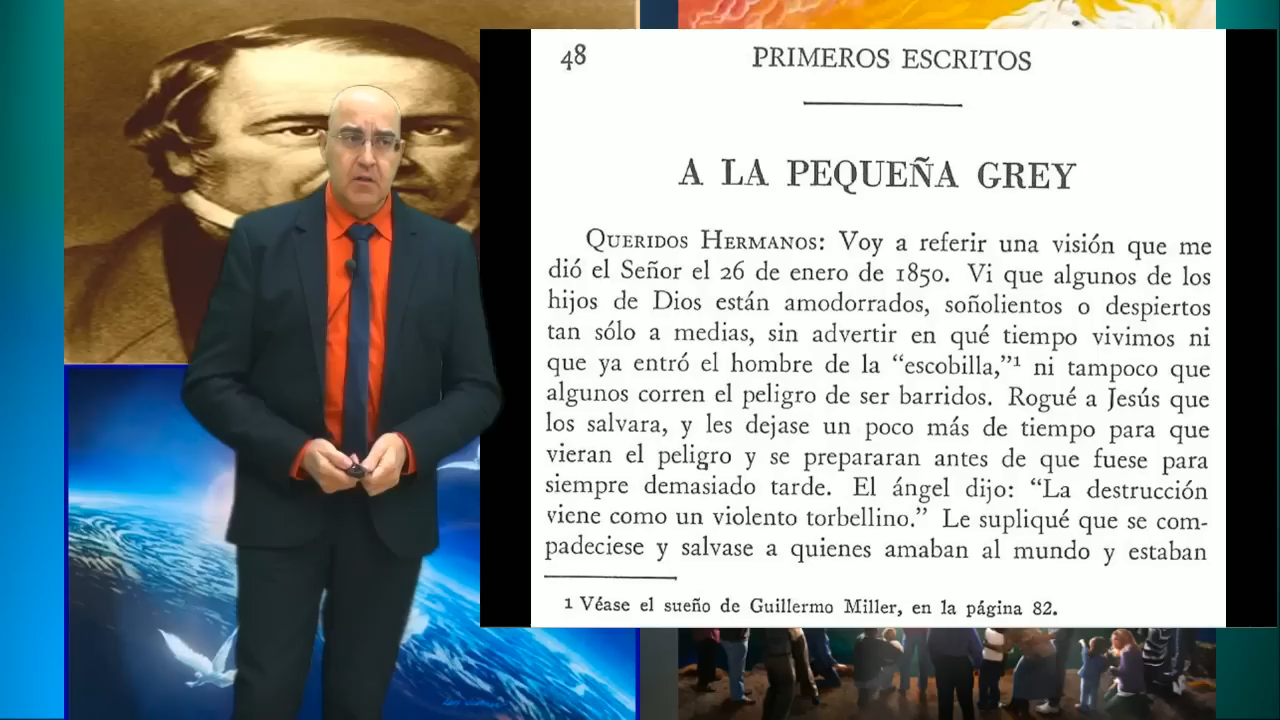 48 PRIMEROS ESCRITOS
A LA PEQUEÑA GREY
QUERIDOS HERMANOS: Voy a referir una visión que me
dió el Señor el 26 de enero de 1850. Vi que algunos de los
hijos de Dios están amodorrados, soñolientos o despiertos
tan sólo a medias, sin advertir en qué tiempo vivimos ni
que ya entró el hombre de la “escobilla,”¹ ni tampoco que
algunos corren el peligro de ser barridos. Rogué a Jesús que
los salvara, y les dejase un poco más de tiempo para que
vieran el peligro y se prepararan antes de que fuese para
siempre demasiado tarde. El ángel dijo: “La destrucción
viene como un violento torbellino.” Le supliqué que se com-
padeciese y salvase a quienes amaban al mundo y estaban
1 Véase el sueño de Guillermo Miller, en la página 82.